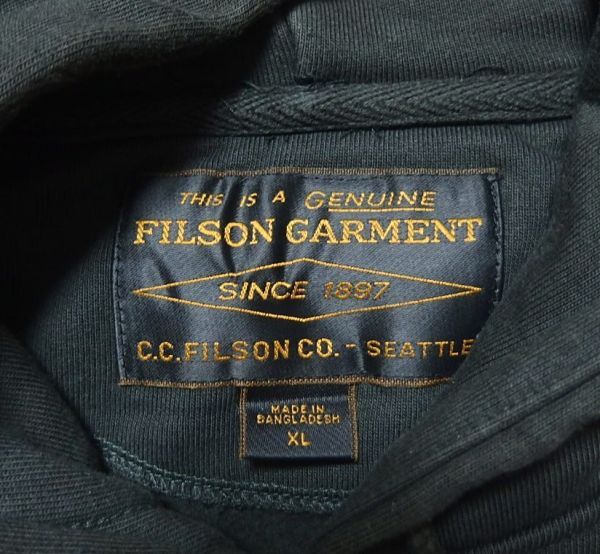 THIS IS A GENUINE
FILSON GARMENT
SINCE 1897
C.C. FILSON CO. - SEATTLE
MADE IN
BANGLADESH
XL